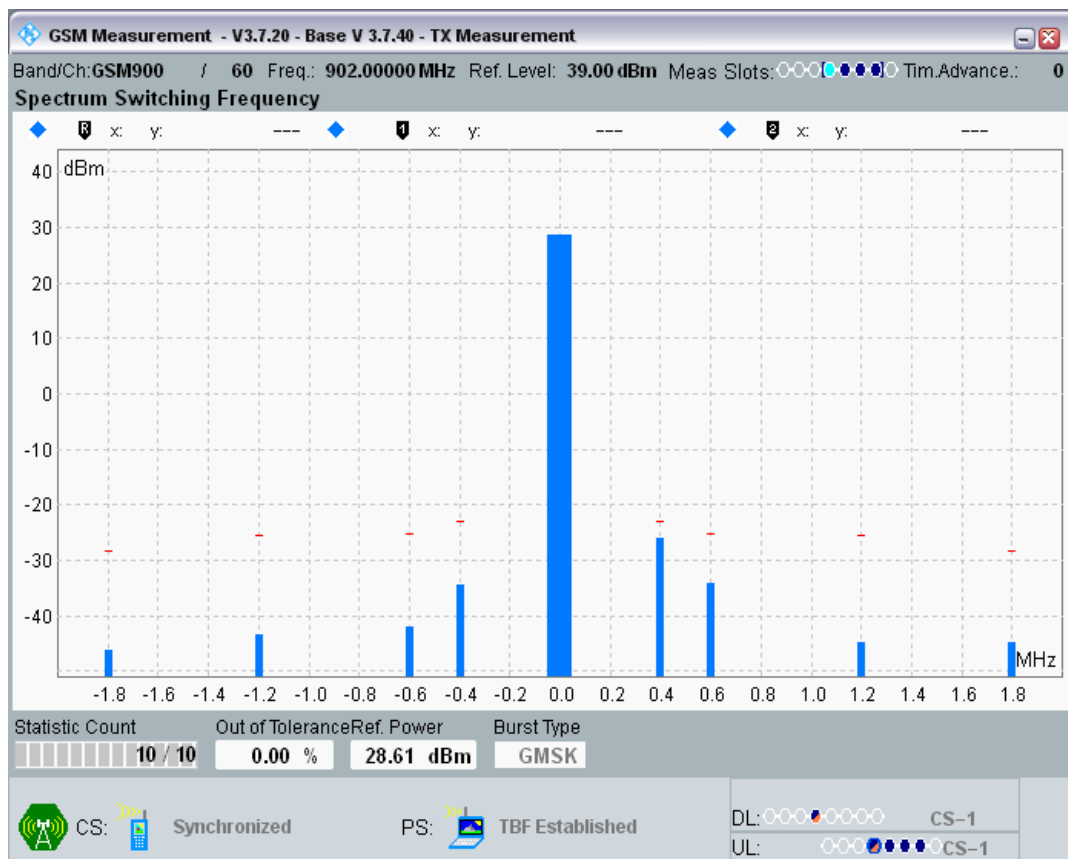 GSM Measurement - V3.7.20 - Base V 3.7.40 - TX Measurement
Band/Ch:GSM900 / 60 Freq.: 902.00000 MHz Ref. Level: 39.00 dBm Meas Slots: Tim.Advance.: 0
Spectrum Switching Frequency
R x: y: --- 1 x: y: --- 2 x: y: ---
dBm
40
30
20
10
0
-10
-20
-30
-40
MHz
-1.8 -1.6 -1.4 -1.2 -1.0 -0.8 -0.6 -0.4 -0.2 0.0 0.2 0.4 0.6 0.8 1.0 1.2 1.4 1.6 1.8
Statistic Count Out of Tolerance Ref. Power Burst Type
10 / 10 0.00 % 28.61 dBm GMSK
CS: Synchronized PS: TBF Established
DL: CS-1
UL: CS-1